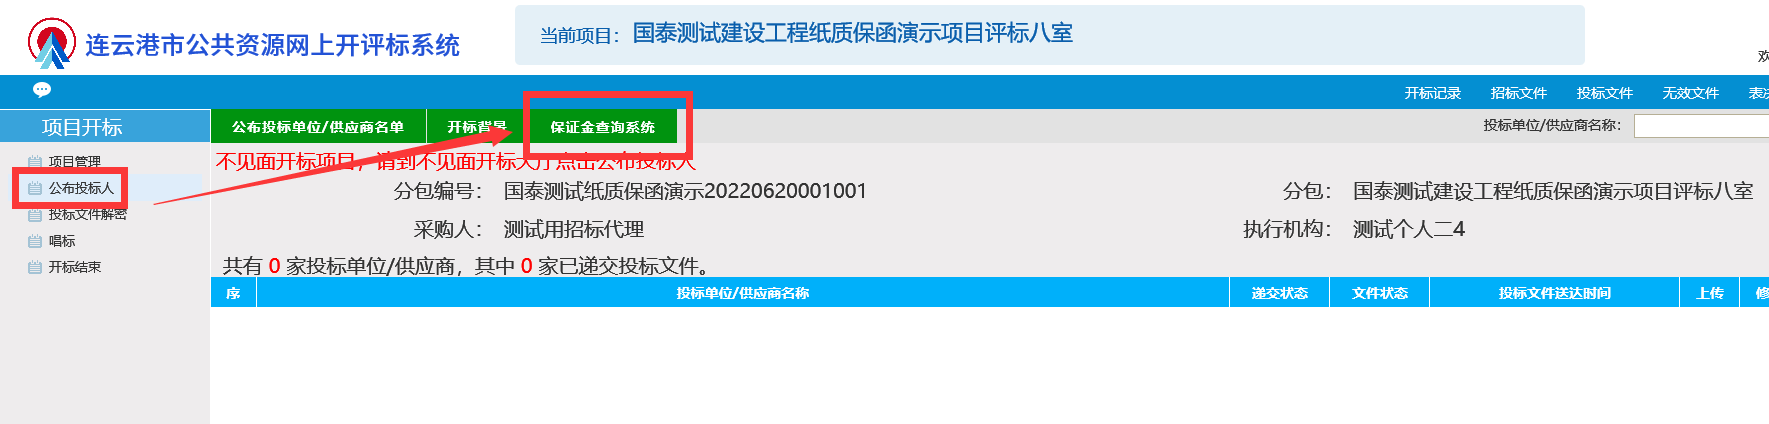 连云港市公共资源网上开评标系统
当前项目： 国泰测试建设工程纸质保函演示项目评标八室
欢
开标记录 招标文件 投标文件 无效文件 表决
项目开标
公布投标单位/供应商名单 开标背景 保证金查询系统
投标单位/供应商名称：
项目管理
公布投标人
投标文件解密
唱标
开标结束
不见面开标项目，请到不见面开标大厅点击公布投标人
分包编号： 国泰测试纸质保函演示20220620001001 分包： 国泰测试建设工程纸质保函演示项目评标八室
采购人： 测试用招标代理 执行机构： 测试个人二4
共有 0 家投标单位/供应商，其中 0 家已递交投标文件。
序 投标单位/供应商名称 递交状态 文件状态 投标文件送达时间 上传 修